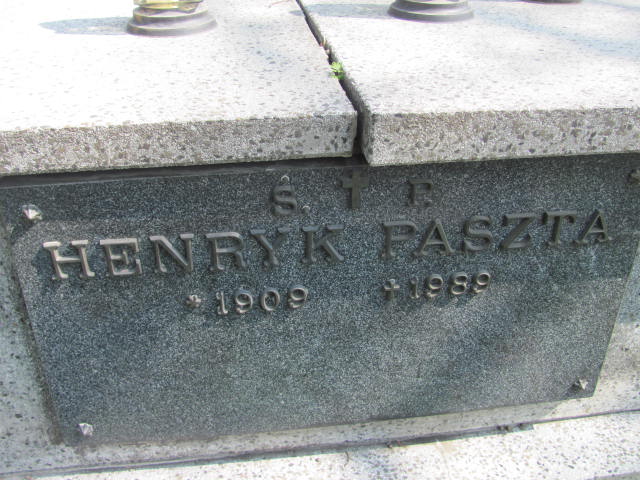 Ś. † P.
HENRYK PASZTA
* 1909 † 1989